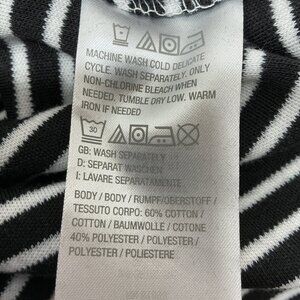 MACHINE WASH COLD DELICATE
CYCLE. WASH SEPARATELY. ONLY
NON-CHLORINE BLEACH WHEN
NEEDED. TUMBLE DRY LOW. WARM
IRON IF NEEDED
30
GB: WASH SEPARATELY
D: SEPARAT WASCHEN
I: LAVARE SEPARATAMENTE
BODY / BODY / RUMPF/OBERSTOFF /
TESSUTO CORPO: 60% COTTON /
COTTON / BAUMWOLLE / COTONE
40% POLYESTER / POLYESTER /
POLYESTER / POLIESTERE